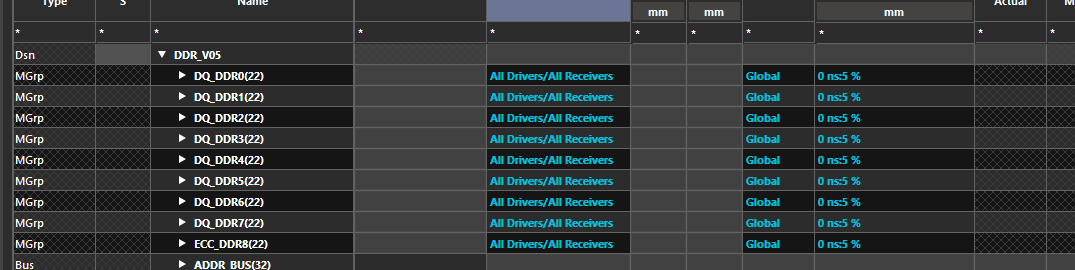 Type S Name mm mm mm Actual
* * * * * * * * * * *
Dsn ▼ DDR_V05
MGrp ▶ DQ_DDR0(22) All Drivers/All Receivers Global 0 ns:5 %
MGrp ▶ DQ_DDR1(22) All Drivers/All Receivers Global 0 ns:5 %
MGrp ▶ DQ_DDR2(22) All Drivers/All Receivers Global 0 ns:5 %
MGrp ▶ DQ_DDR3(22) All Drivers/All Receivers Global 0 ns:5 %
MGrp ▶ DQ_DDR4(22) All Drivers/All Receivers Global 0 ns:5 %
MGrp ▶ DQ_DDR5(22) All Drivers/All Receivers Global 0 ns:5 %
MGrp ▶ DQ_DDR6(22) All Drivers/All Receivers Global 0 ns:5 %
MGrp ▶ DQ_DDR7(22) All Drivers/All Receivers Global 0 ns:5 %
MGrp ▶ ECC_DDR8(22) All Drivers/All Receivers Global 0 ns:5 %
Bus ▶ ADDR_BUS(32)